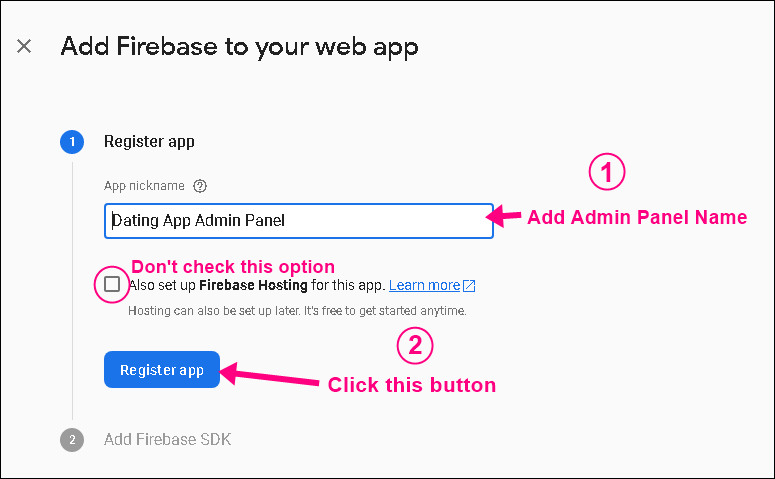 Add Firebase to your web app
1 Register app
1
App nickname ?
Dating App Admin Panel
Add Admin Panel Name
Don't check this option
Also set up Firebase Hosting for this app. Learn more
Hosting can also be set up later. It's free to get started anytime.
2
Register app
Click this button
2 Add Firebase SDK